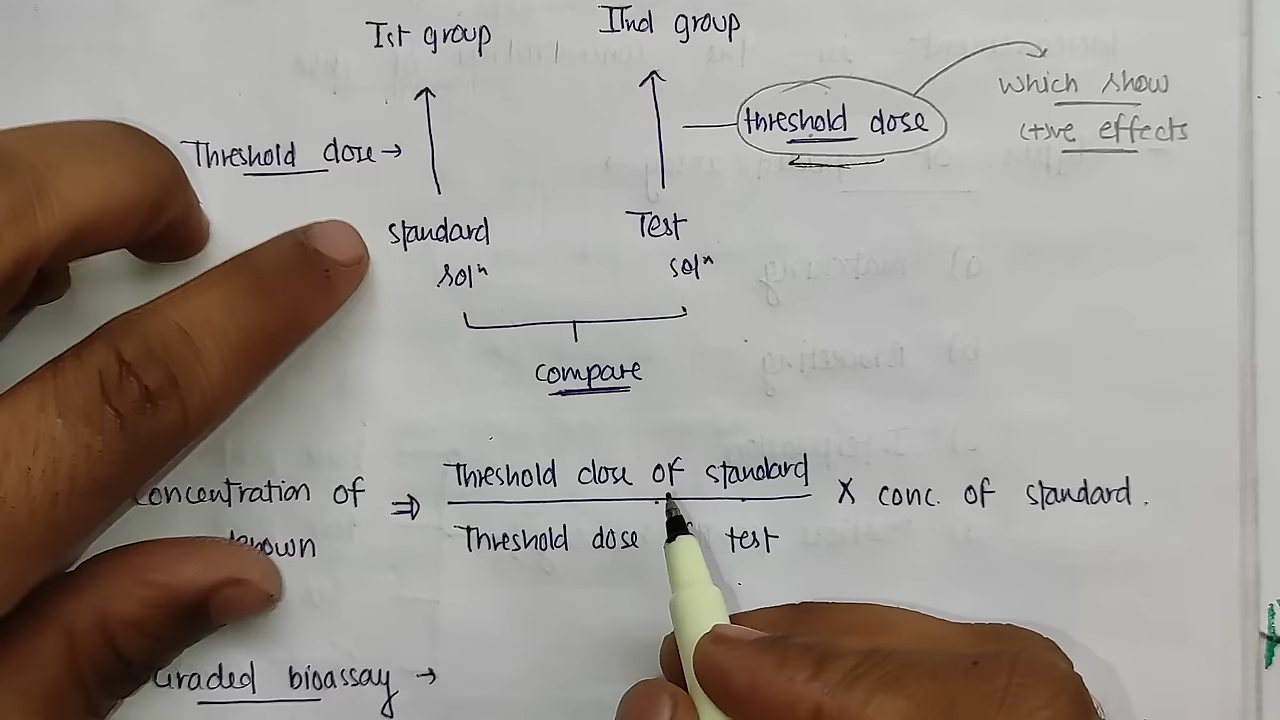 Ist group
IInd group
Threshold dose →
threshold dose
which show
(+)ve effects
standard
solⁿ
Test
solⁿ
compare
concentration of
⇒ Threshold dose of standard
Threshold dose
test
X conc. of standard.
Graded bioassay →